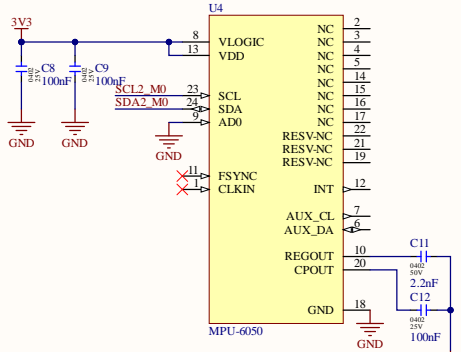 U4
3V3
C8
0402
25V
100nF
C9
0402
25V
100nF
GND
GND
SCL2_M0
SDA2_M0
GND
8 VLOGIC
13 VDD
23 SCL
24 SDA
9 AD0
11 FSYNC
1 CLKIN
NC 2
NC 3
NC 4
NC 5
NC 14
NC 15
NC 16
NC 17
RESV-NC 22
RESV-NC 21
RESV-NC 19
INT 12
AUX_CL 7
AUX_DA 6
REGOUT 10
CPOUT 20
GND 18
MPU-6050
C11
0402
50V
2.2nF
C12
0402
25V
100nF
GND